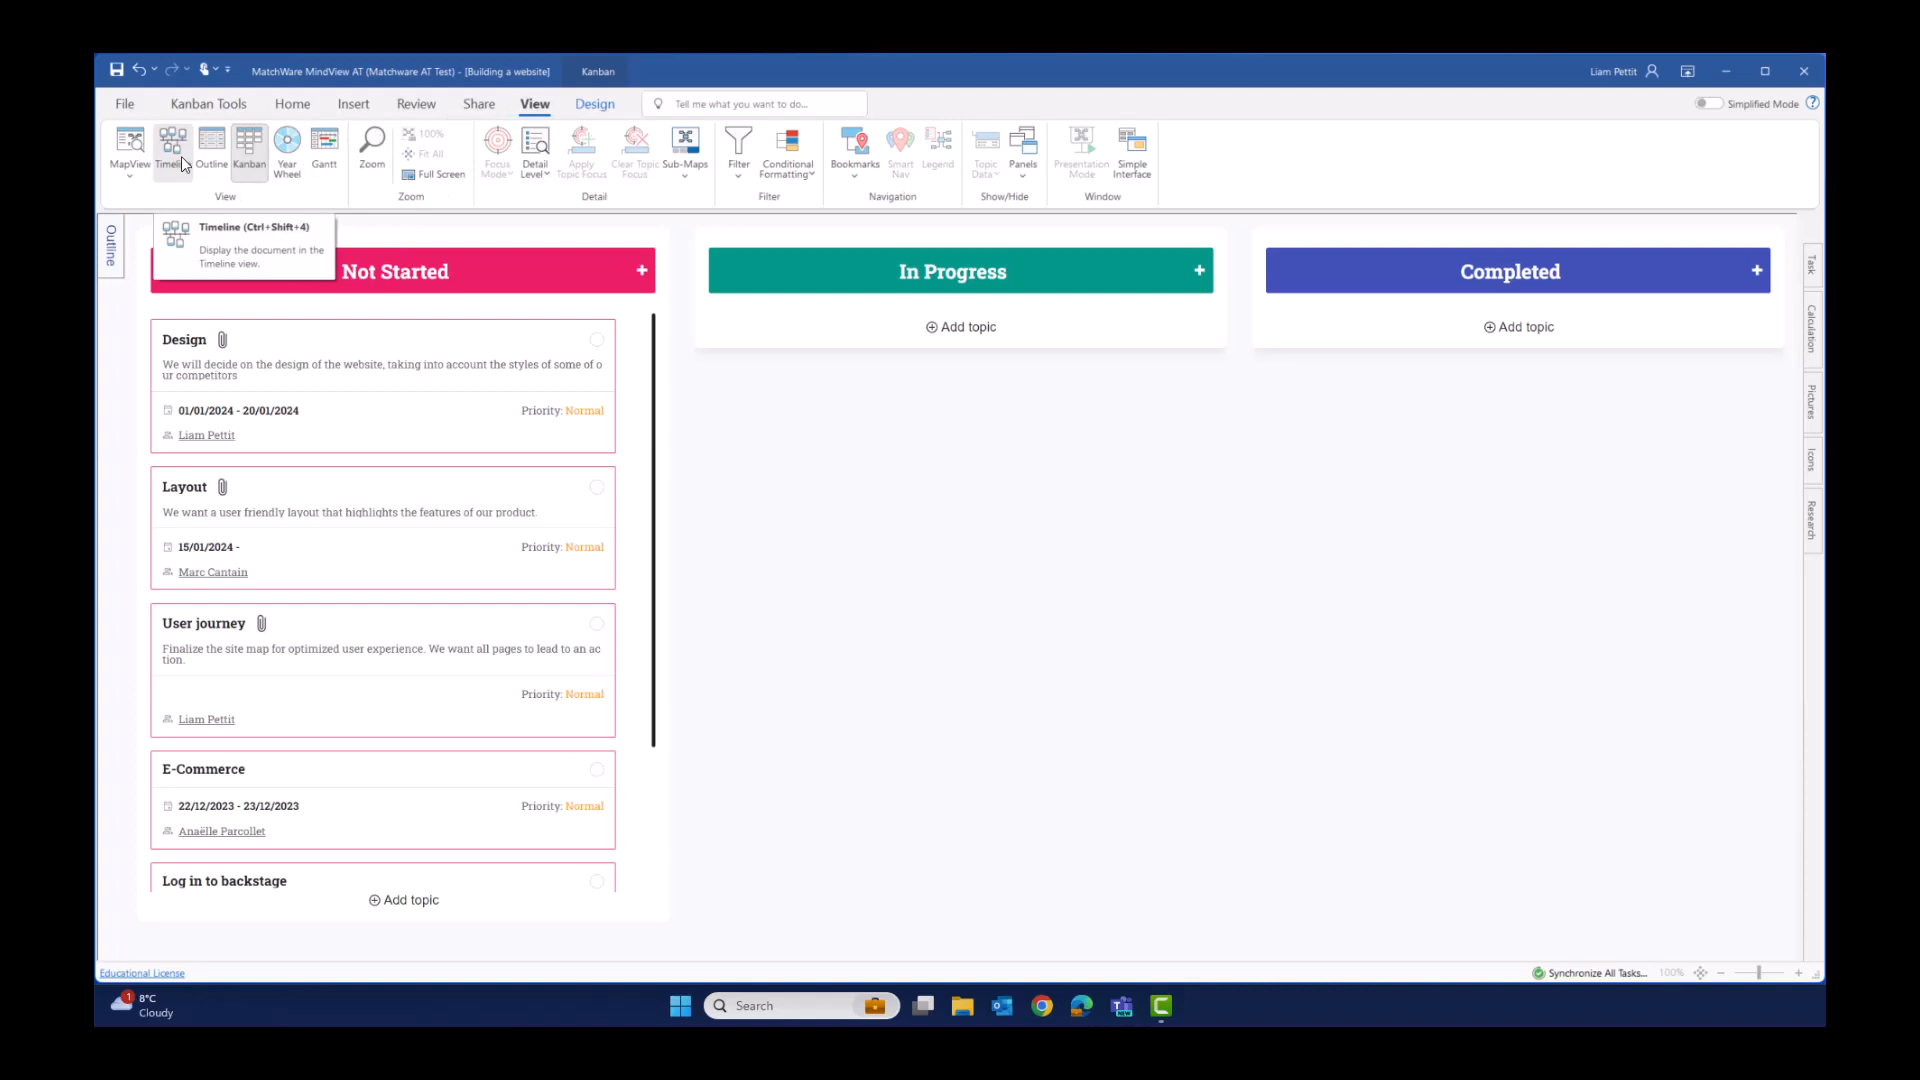 MatchWare MindView AT (Matchware AT Test) - [Building a website]
Kanban
Liam Pettit
File
Kanban Tools
Home
Insert
Review
Share
View
Design
Tell me what you want to do...
Simplified Mode
MapView
Timeli
Outline
Kanban
Year
Wheel
Gantt
View
Zoom
100%
Fit All
Full Screen
Zoom
Focus
Mode
Detail
Level
Apply
Topic Focus
Clear Topic
Focus
Sub-Maps
Detail
Filter
Conditional
Formatting
Filter
Bookmarks
Smart
Nav
Legend
Navigation
Topic
Data
Panels
Show/Hide
Presentation
Mode
Simple
Interface
Window
Outline
Timeline (Ctrl+Shift+4)
Display the document in the
Timeline view.
Not Started
+
Design
We will decide on the design of the website, taking into account the styles of some of o
ur competitors
01/01/2024 - 20/01/2024
Priority: Normal
Liam Pettit
Layout
We want a user friendly layout that highlights the features of our product.
15/01/2024 -
Priority: Normal
Marc Cantain
User journey
Finalize the site map for optimized user experience. We want all pages to lead to an ac
tion.
Priority: Normal
Liam Pettit
E-Commerce
22/12/2023 - 23/12/2023
Priority: Normal
Anaëlle Parcollet
Log in to backstage
Add topic
In Progress
+
Add topic
Completed
+
Add topic
Task
Calculation
Pictures
Icons
Research
Educational License
Synchronize All Tasks...
100%
1
8°C
Cloudy
Search
NEW